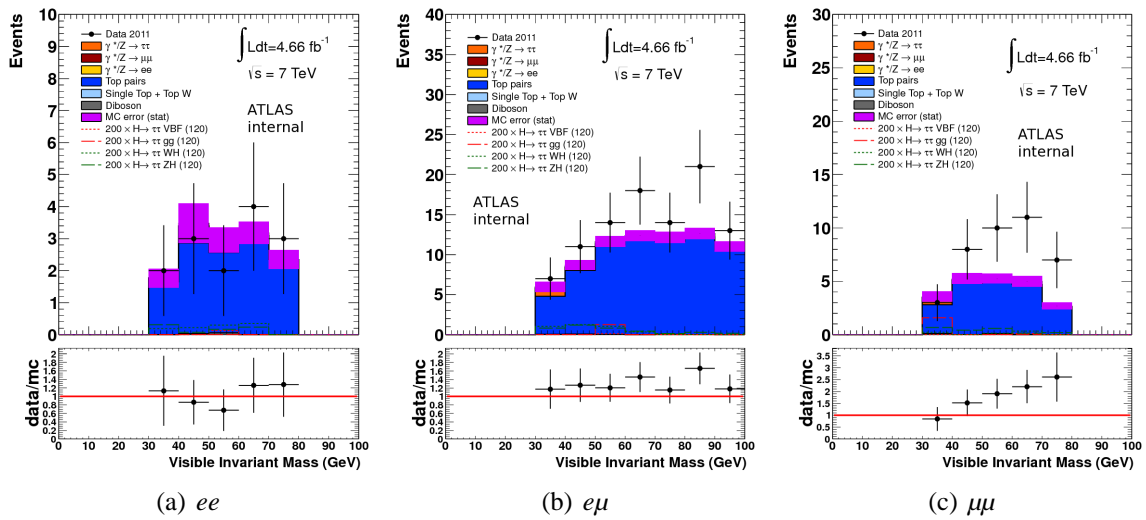 Events
10
9
8
7
6
5
4
3
2
1
0
Data 2011
γ*/Z → ττ
γ*/Z → μμ
γ*/Z → ee
Top pairs
Single Top + Top W
Diboson
MC error (stat)
200 × H→ ττ VBF (120)
200 × H→ ττ gg (120)
200 × H→ ττ WH (120)
200 × H→ ττ ZH (120)
∫ Ldt=4.66 fb⁻¹
√s = 7 TeV
ATLAS
internal
data/mc
2
1.8
1.6
1.4
1.2
1
0.8
0.6
0.4
0.2
0
0 10 20 30 40 50 60 70 80 90 100
Visible Invariant Mass (GeV)
(a) ee
Events
40
35
30
25
20
15
10
5
0
Data 2011
γ*/Z → ττ
γ*/Z → μμ
γ*/Z → ee
Top pairs
Single Top + Top W
Diboson
MC error (stat)
200 × H→ ττ VBF (120)
200 × H→ ττ gg (120)
200 × H→ ττ WH (120)
200 × H→ ττ ZH (120)
∫ Ldt=4.66 fb⁻¹
√s = 7 TeV
ATLAS
internal
data/mc
2
1.8
1.6
1.4
1.2
1
0.8
0.6
0.4
0.2
0
0 10 20 30 40 50 60 70 80 90 100
Visible Invariant Mass (GeV)
(b) eμ
Events
30
25
20
15
10
5
0
Data 2011
γ*/Z → ττ
γ*/Z → μμ
γ*/Z → ee
Top pairs
Single Top + Top W
Diboson
MC error (stat)
200 × H→ ττ VBF (120)
200 × H→ ττ gg (120)
200 × H→ ττ WH (120)
200 × H→ ττ ZH (120)
∫ Ldt=4.66 fb⁻¹
√s = 7 TeV
ATLAS
internal
data/mc
3.5
3
2.5
2
1.5
1
0.5
0
0 10 20 30 40 50 60 70 80 90 100
Visible Invariant Mass (GeV)
(c) μμ